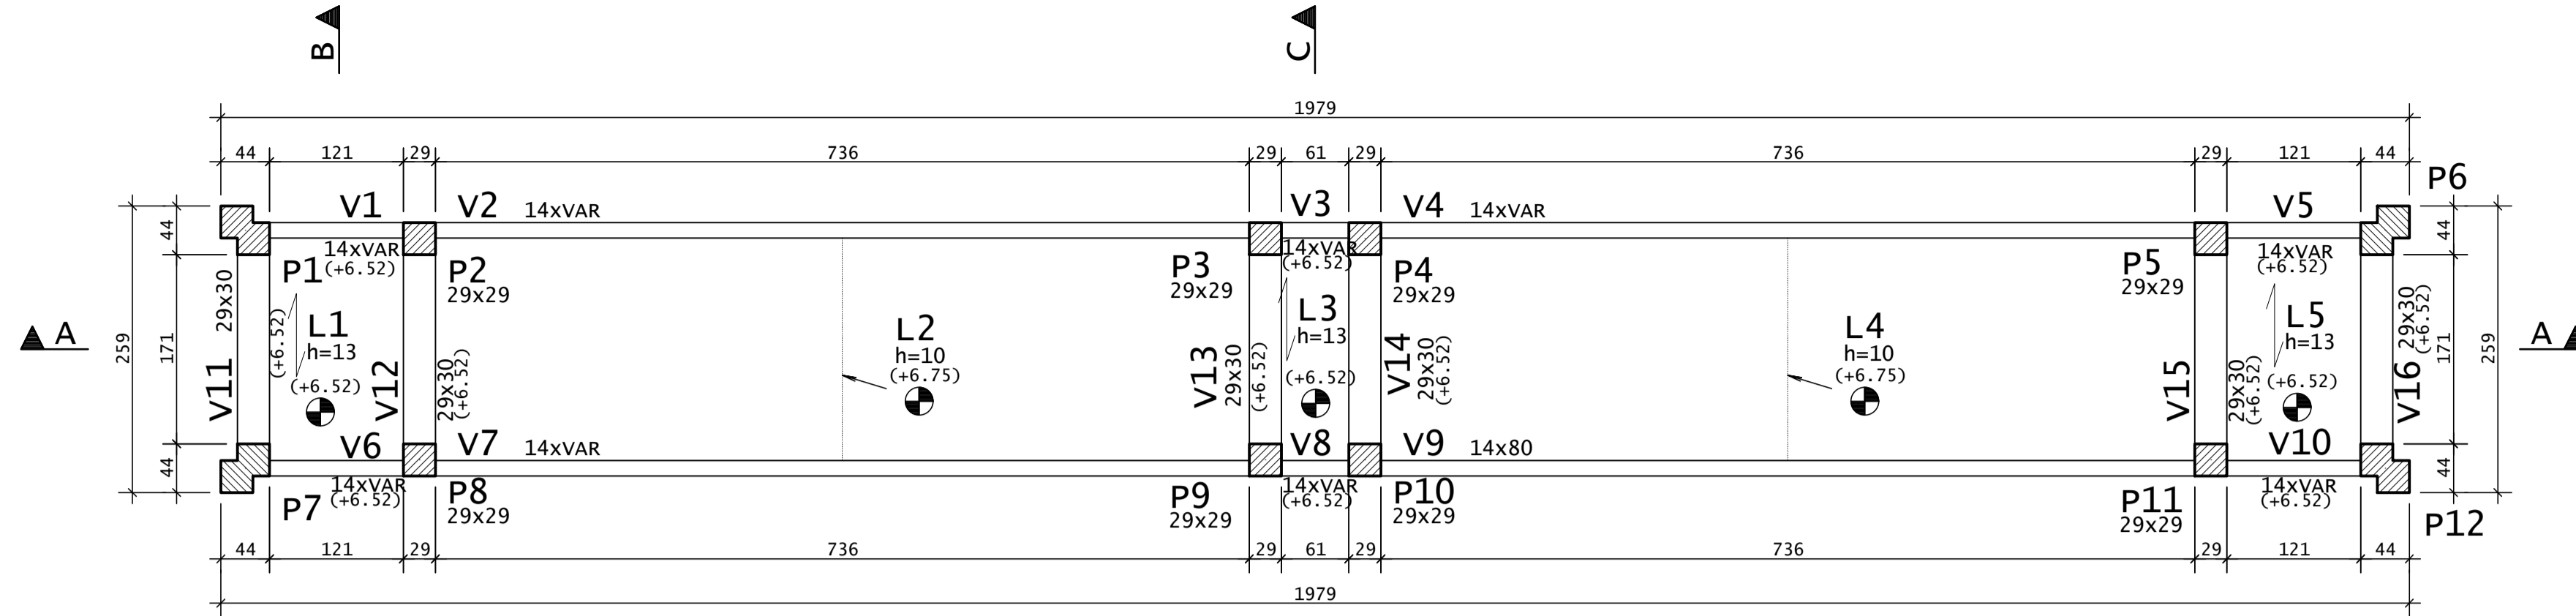 B
C
1979
44 121 29 736 29 61 29 736 29 121 44
P6
V1 V2 14xVAR V3 V4 14xVAR V5
44
14xVAR
(+6.52)
14xVAR
(+6.52)
14xVAR
(+6.52)
44
P1
P2
29x29
P3
29x29
P4
29x29
P5
29x29
A
259
171
29x30
V11
(+6.52)
L1
h=13
(+6.52)
V12
29x30
(+6.52)
L2
h=10
(+6.75)
V13
29x30
(+6.52)
L3
h=13
(+6.52)
V14
29x30
(+6.52)
L4
h=10
(+6.75)
V15
29x30
(+6.52)
L5
h=13
(+6.52)
29x30
(+6.52)
V16
171
259
A
V6 V7 14xVAR V8 V9 14x80 V10
44
14xVAR
(+6.52)
14xVAR
(+6.52)
14xVAR
(+6.52)
44
P7
P8
29x29
P9
29x29
P10
29x29
P11
29x29
P12
44 121 29 736 29 61 29 736 29 121 44
1979